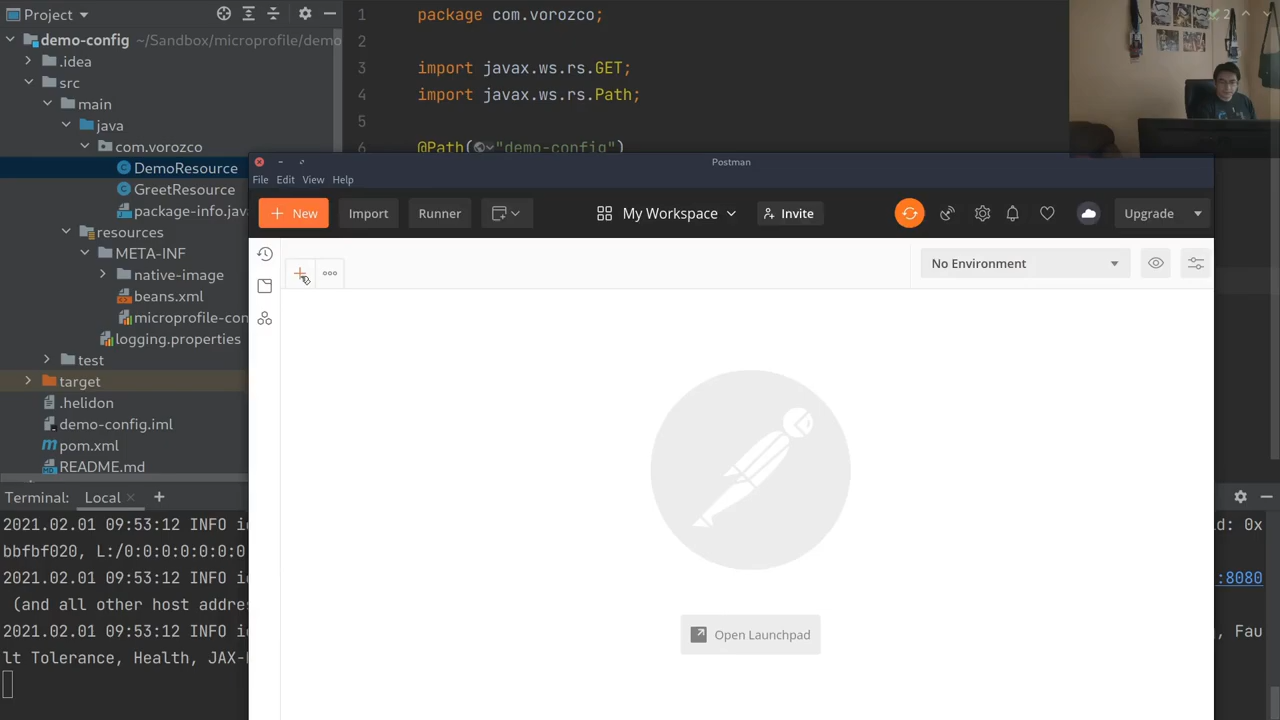 Project
demo-config ~/Sandbox/microprofile/demo
.idea
src
main
java
com.vorozco
DemoResource
GreetResource
package-info.jav
resources
META-INF
native-image
beans.xml
microprofile-con
logging.properties
test
target
.helidon
demo-config.iml
pom.xml
README.md
1 package com.vorozco;
2
3 import javax.ws.rs.GET;
4 import javax.ws.rs.Path;
5
6 @Path("demo-config")
2
Postman
File Edit View Help
New Import Runner My Workspace Invite Upgrade
No Environment
Open Launchpad
Terminal: Local
2021.02.01 09:53:12 INFO id: 0x
bbfbf020, L:/0:0:0:0:0:0:0
2021.02.01 09:53:12 INFO :8080
(and all other host addre
2021.02.01 09:53:12 INFO , Fau
lt Tolerance, Health, JAX-